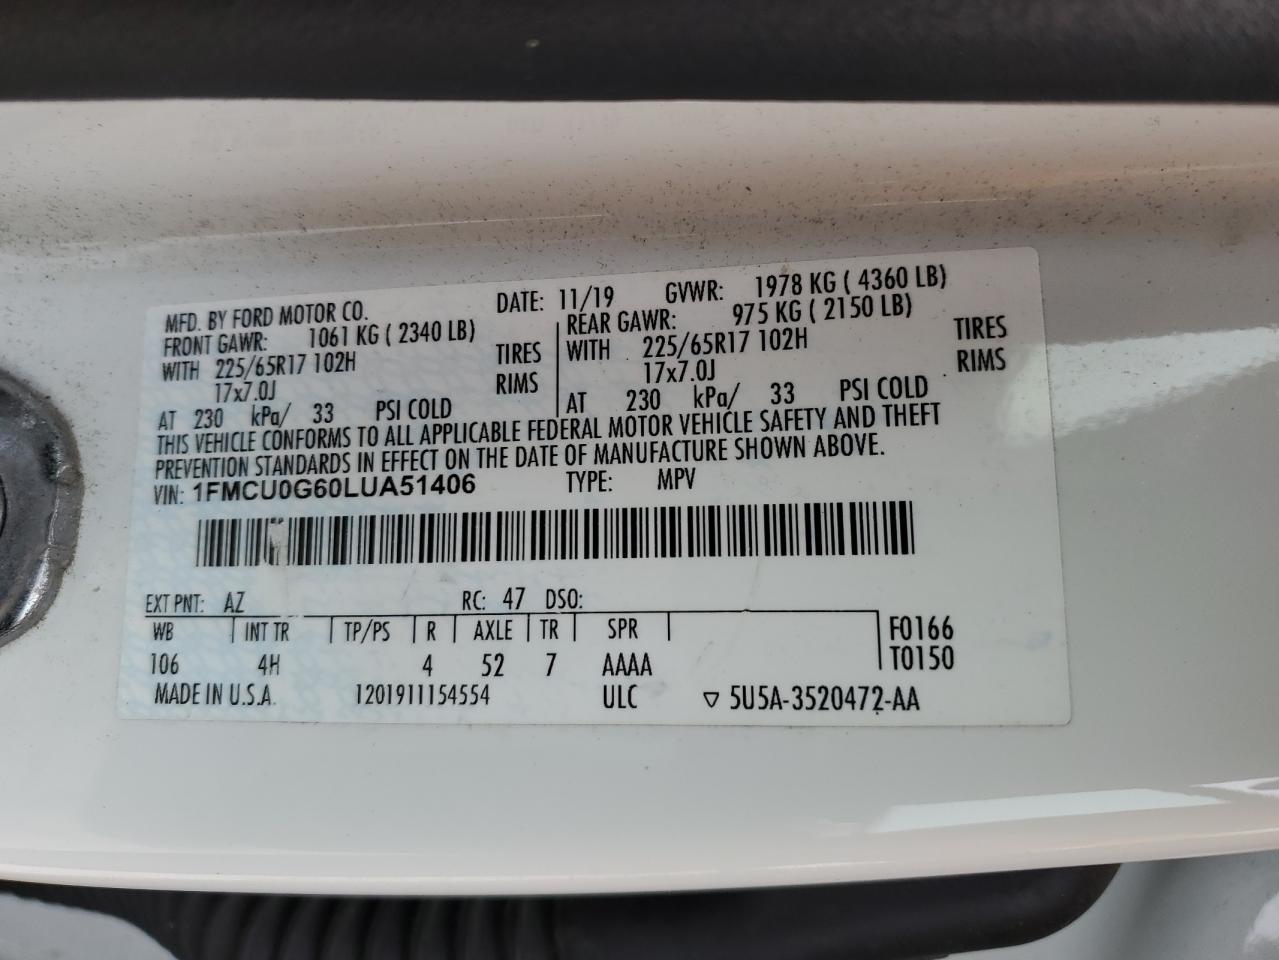 MFD. BY FORD MOTOR CO. DATE: 11/19 GVWR: 1978 KG ( 4360 LB)
FRONT GAWR: 1061 KG ( 2340 LB) REAR GAWR: 975 KG ( 2150 LB)
WITH 225/65R17 102H TIRES WITH 225/65R17 102H TIRES
17x7.0J RIMS 17x7.0J RIMS
AT 230 kPa/ 33 PSI COLD AT 230 kPa/ 33 PSI COLD
THIS VEHICLE CONFORMS TO ALL APPLICABLE FEDERAL MOTOR VEHICLE SAFETY AND THEFT
PREVENTION STANDARDS IN EFFECT ON THE DATE OF MANUFACTURE SHOWN ABOVE.
VIN: 1FMCU0G60LUA51406 TYPE: MPV
EXT PNT: AZ RC: 47 DSO:
WB INT TR TP/PS R AXLE TR SPR F0166
106 4H 4 52 7 AAAA T0150
MADE IN U.S.A. 1201911154554 ULC ▽ 5U5A-3520472-AA